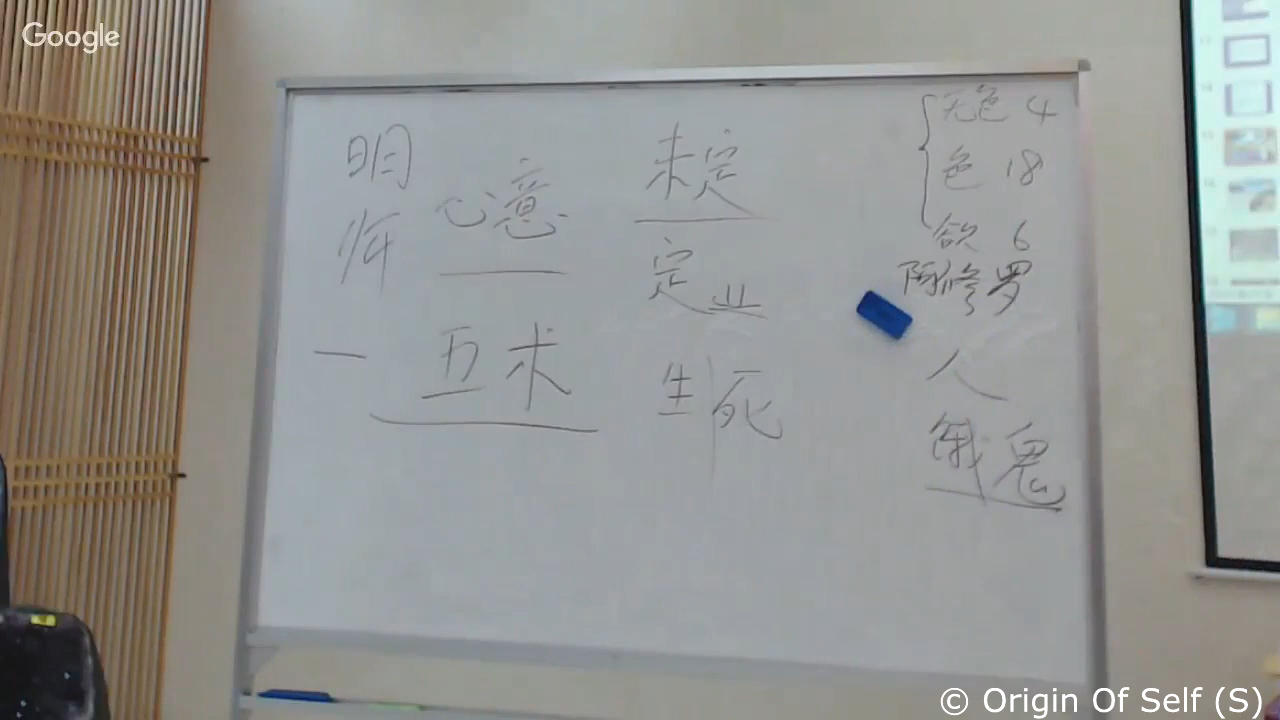 Google
明师
心意
一 五术
未定
定业
生死
无色 4
色 18
欲 6
阿修罗
人
饿鬼
© Origin Of Self (S)